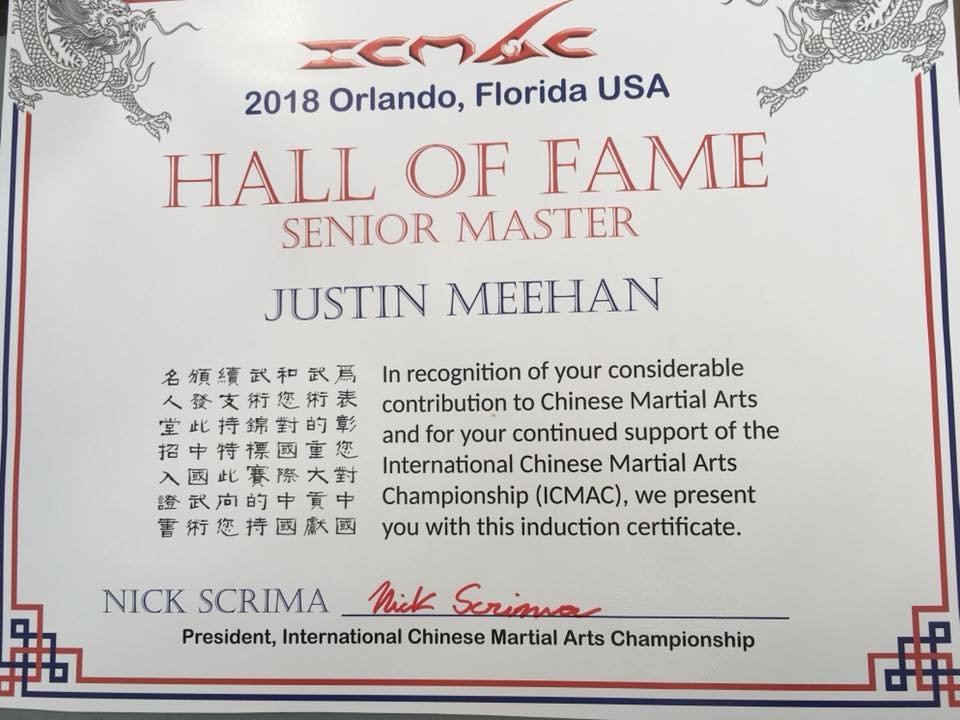 ICMAC
2018 Orlando, Florida USA
HALL OF FAME
SENIOR MASTER
JUSTIN MEEHAN
爲表彰您對中國
武術的重大貢獻
和您對國際中國
武術錦標賽的持
續支持特此向您
頒發此中國武術
名人堂招入證書
In recognition of your considerable
contribution to Chinese Martial Arts
and for your continued support of the
International Chinese Martial Arts
Championship (ICMAC), we present
you with this induction certificate.
NICK SCRIMA Nick Scrima
President, International Chinese Martial Arts Championship